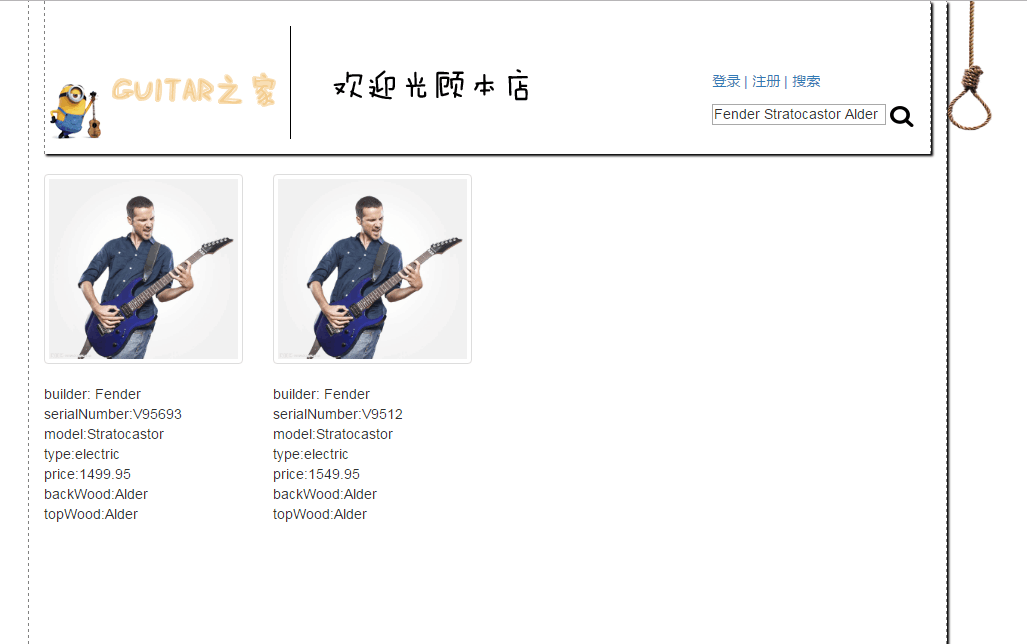 GUITAR之家
欢迎光顾本店
登录 | 注册 | 搜索
Fender Stratocastor Alder
builder: Fender
serialNumber:V95693
model:Stratocastor
type:electric
price:1499.95
backWood:Alder
topWood:Alder
builder: Fender
serialNumber:V9512
model:Stratocastor
type:electric
price:1549.95
backWood:Alder
topWood:Alder